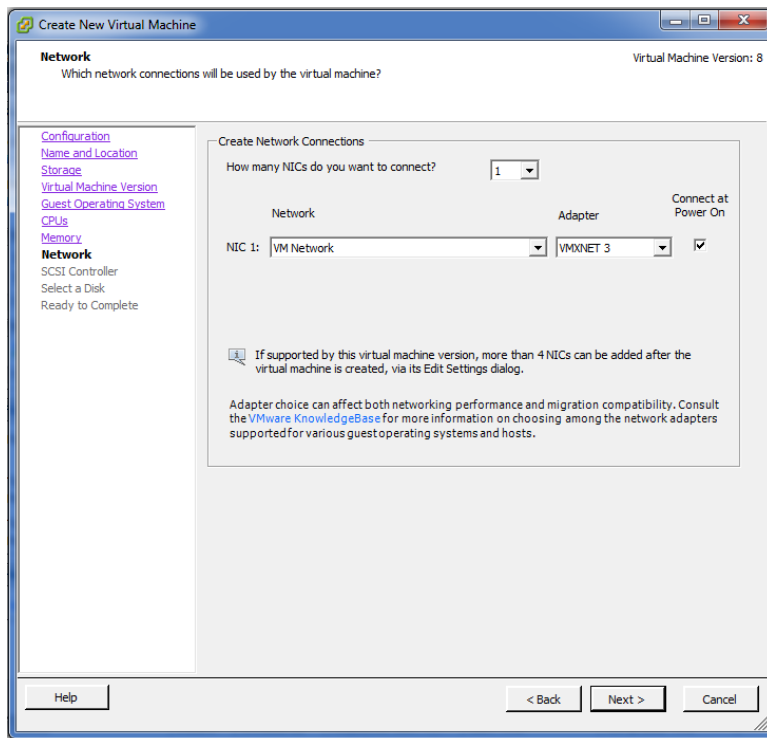 Create New Virtual Machine
Network
Which network connections will be used by the virtual machine?
Virtual Machine Version: 8
Configuration
Name and Location
Storage
Virtual Machine Version
Guest Operating System
CPUs
Memory
Network
SCSI Controller
Select a Disk
Ready to Complete
Create Network Connections
How many NICs do you want to connect?
1
Network
Adapter
Connect at
Power On
NIC 1:
VM Network
VMXNET 3
If supported by this virtual machine version, more than 4 NICs can be added after the
virtual machine is created, via its Edit Settings dialog.
Adapter choice can affect both networking performance and migration compatibility. Consult
the VMware KnowledgeBase for more information on choosing among the network adapters
supported for various guest operating systems and hosts.
Help
< Back
Next >
Cancel